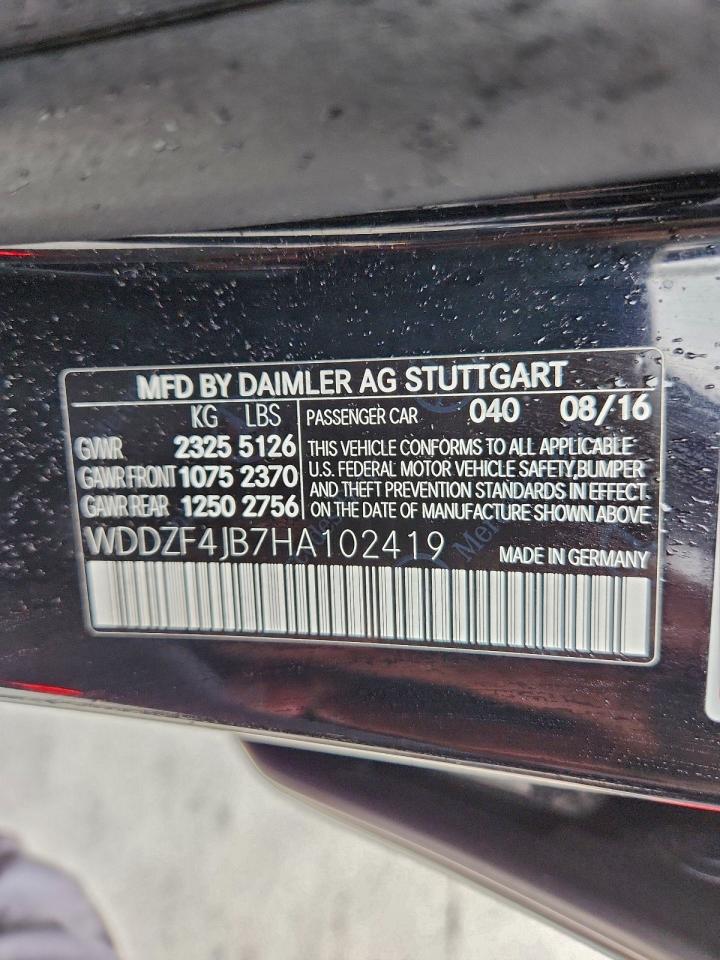 MFD BY DAIMLER AG STUTTGART
KG LBS PASSENGER CAR 040 08/16
GVWR 2325 5126 THIS VEHICLE CONFORMS TO ALL APPLICABLE
GAWR FRONT 1075 2370 U.S. FEDERAL MOTOR VEHICLE SAFETY,BUMPER
GAWR REAR 1250 2756 AND THEFT PREVENTION STANDARDS IN EFFECT
ON THE DATE OF MANUFACTURE SHOWN ABOVE
WDDZF4JB7HA102419 MADE IN GERMANY